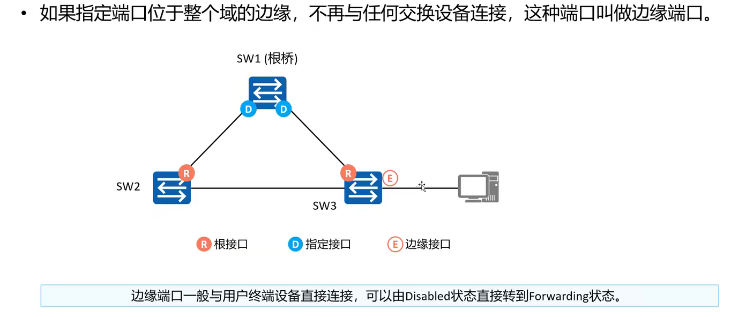 • 如果指定端口位于整个域的边缘，不再与任何交换设备连接，这种端口叫做边缘端口。
SW1 (根桥)
D D
R R E
SW2
SW3
R 根接口 D 指定接口 E 边缘接口
边缘端口一般与用户终端设备直接连接，可以由Disabled状态直接转到Forwarding状态。